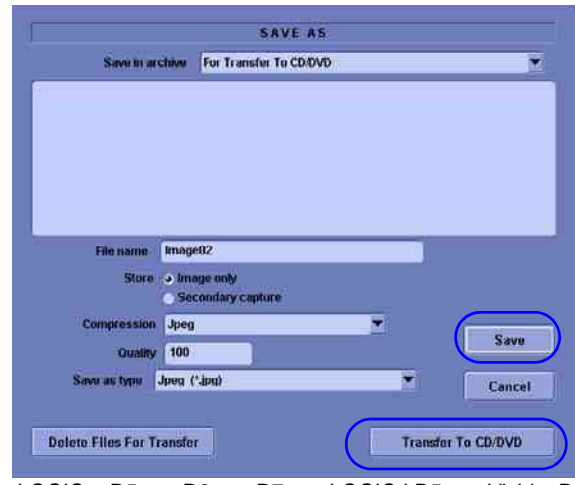 SAVE AS
Save in archive For Transfer To CD/DVD
File name Image02
Store Image only
Secondary capture
Compression Jpeg
Quality 100
Save as type Jpeg (*.jpg)
Save
Cancel
Delete Files For Transfer
Transfer To CD/DVD